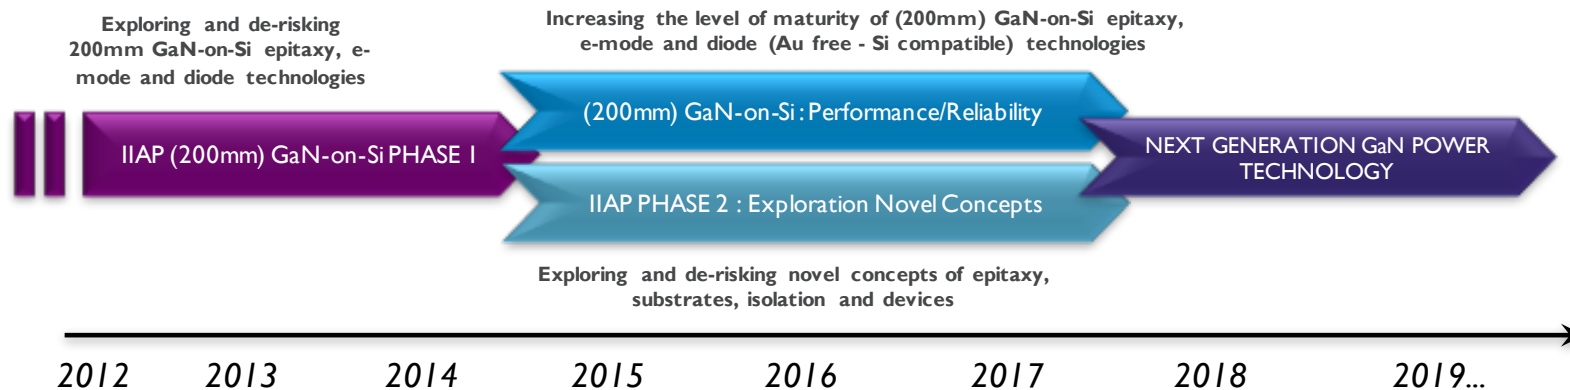 Exploring and de-risking
200mm GaN-on-Si epitaxy, e-
mode and diode technologies
Increasing the level of maturity of (200mm) GaN-on-Si epitaxy,
e-mode and diode (Au free - Si compatible) technologies
IIAP (200mm) GaN-on-Si PHASE 1
(200mm) GaN-on-Si : Performance/Reliability
IIAP PHASE 2 : Exploration Novel Concepts
NEXT GENERATION GaN POWER
TECHNOLOGY
Exploring and de-risking novel concepts of epitaxy,
substrates, isolation and devices
2012 2013 2014 2015 2016 2017 2018 2019...